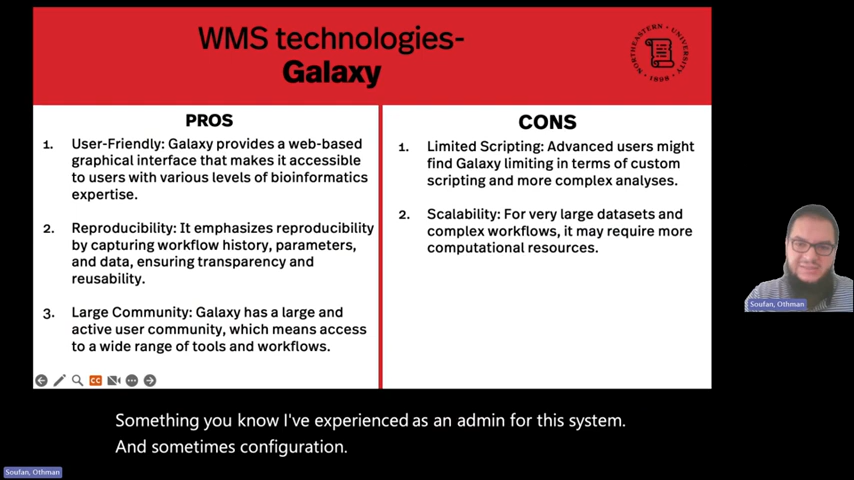 WMS technologies-
Galaxy
NORTHEASTERN UNIVERSITY
1898
PROS
1. User-Friendly: Galaxy provides a web-based
graphical interface that makes it accessible
to users with various levels of bioinformatics
expertise.
2. Reproducibility: It emphasizes reproducibility
by capturing workflow history, parameters,
and data, ensuring transparency and
reusability.
3. Large Community: Galaxy has a large and
active user community, which means access
to a wide range of tools and workflows.
CONS
1. Limited Scripting: Advanced users might
find Galaxy limiting in terms of custom
scripting and more complex analyses.
2. Scalability: For very large datasets and
complex workflows, it may require more
computational resources.
CC
Soufan, Othman
Something you know I've experienced as an admin for this system.
And sometimes configuration.
Soufan, Othman